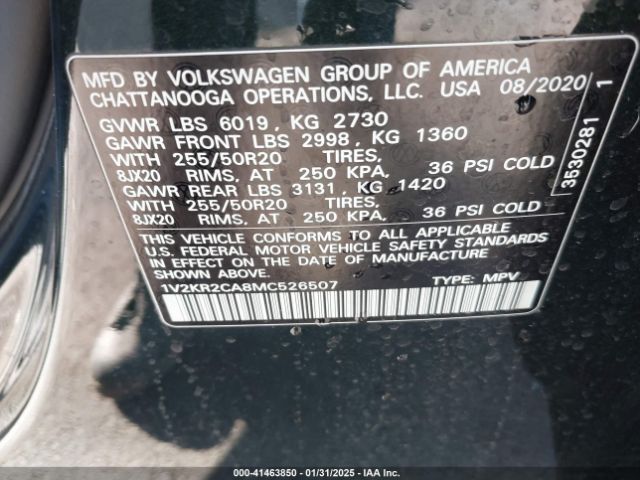 MFD BY VOLKSWAGEN GROUP OF AMERICA
CHATTANOOGA OPERATIONS, LLC. USA 08/2020
GVWR LBS 6019, KG 2730
GAWR FRONT LBS 2998, KG 1360
WITH 255/50R20 TIRES,
8JX20 RIMS, AT 250 KPA, 36 PSI COLD
GAWR REAR LBS 3131, KG 1420
WITH 255/50R20 TIRES,
8JX20 RIMS, AT 250 KPA, 36 PSI COLD
THIS VEHICLE CONFORMS TO ALL APPLICABLE
U.S. FEDERAL MOTOR VEHICLE SAFETY STANDARDS
IN EFFECT ON THE DATE OF MANUFACTURE
SHOWN ABOVE.
1V2KR2CA8MC526507 TYPE: MPV
3530281 1
000-41463850 / 01/31/2025 / IAA Inc.